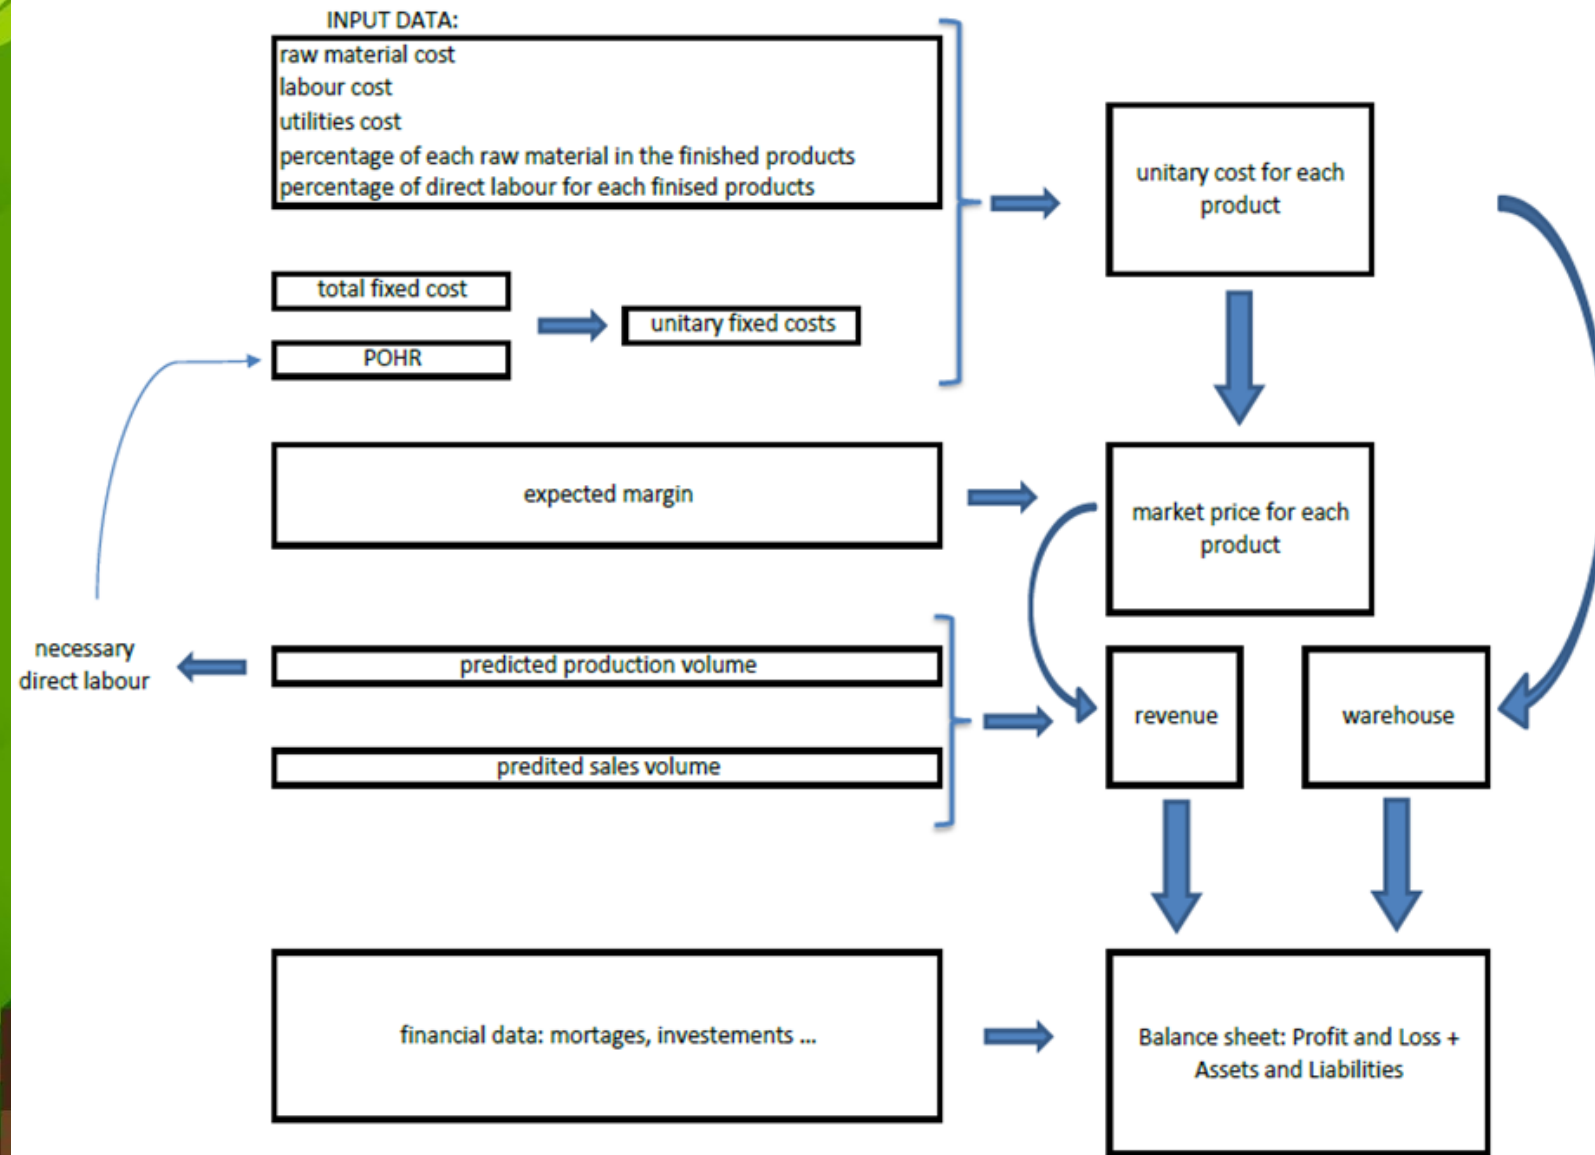 INPUT DATA:
raw material cost
labour cost
utilities cost
percentage of each raw material in the finished products
percentage of direct labour for each finised products
unitary cost for each
product
total fixed cost
unitary fixed costs
POHR
expected margin
market price for each
product
necessary
direct labour
predicted production volume
predited sales volume
revenue
warehouse
financial data: mortages, investements ...
Balance sheet: Profit and Loss +
Assets and Liabilities